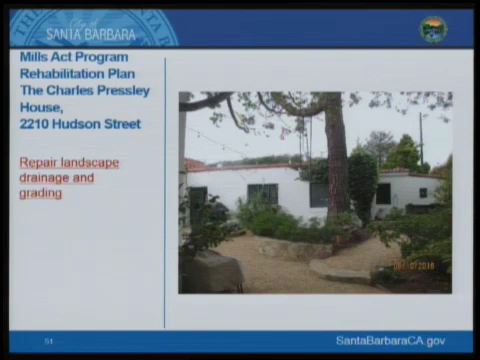 City of
SANTA BARBARA
Mills Act Program
Rehabilitation Plan
The Charles Pressley
House,
2210 Hudson Street
Repair landscape
drainage and
grading
51
SantaBarbaraCA.gov